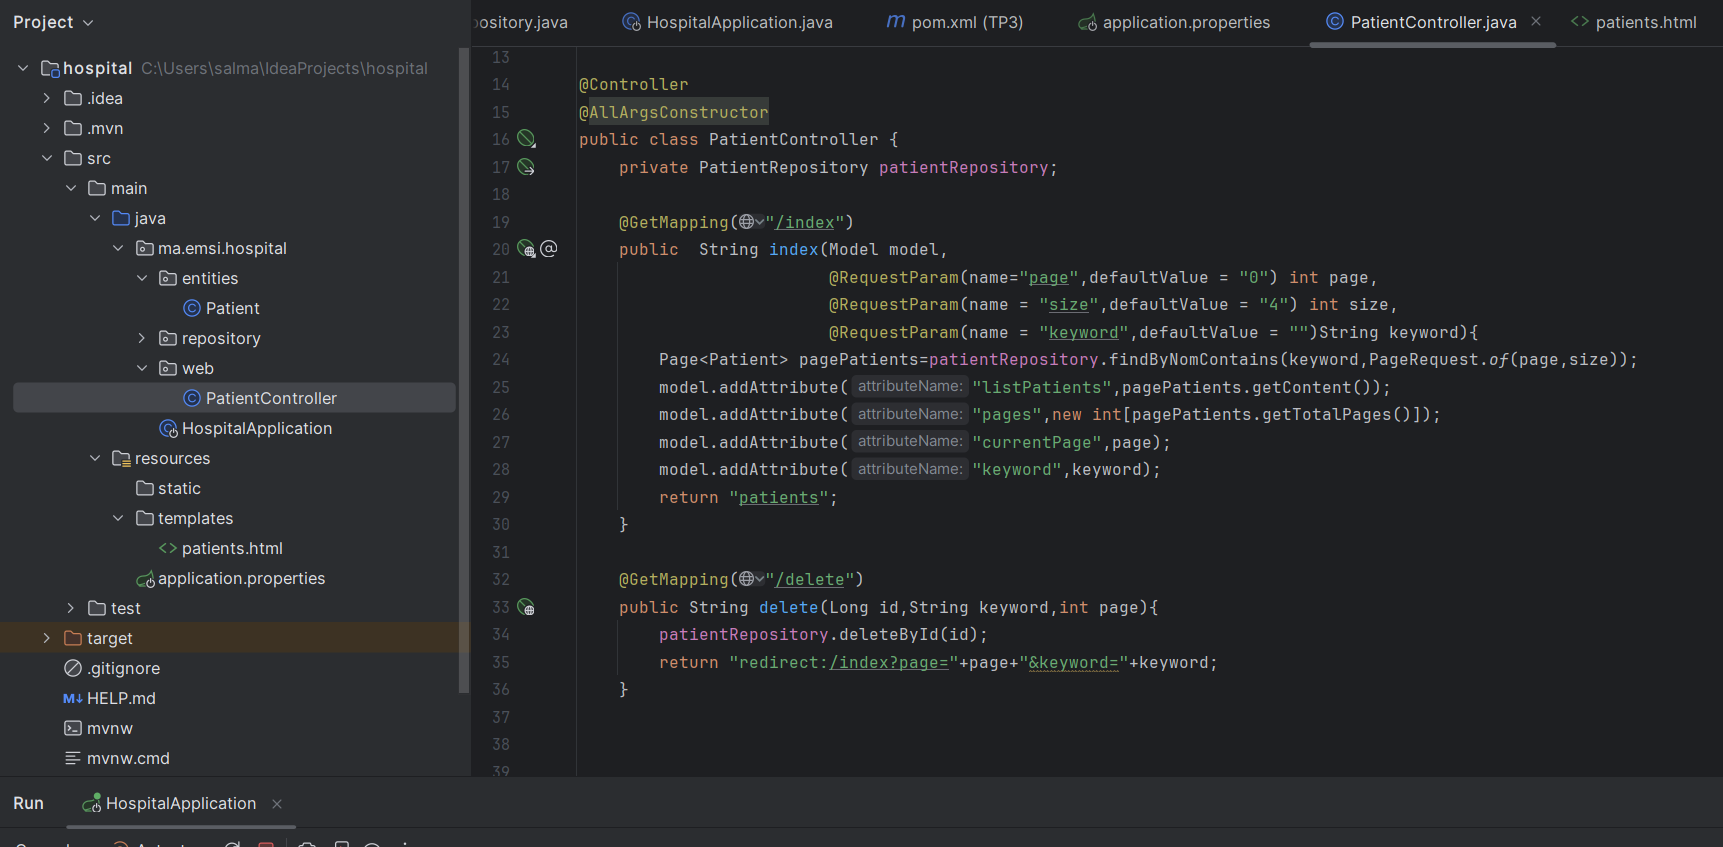 Project
hospital C:\Users\salma\IdeaProjects\hospital
.idea
.mvn
src
main
java
ma.emsi.hospital
entities
Patient
repository
web
PatientController
HospitalApplication
resources
static
templates
patients.html
application.properties
test
target
.gitignore
HELP.md
mvnw
mvnw.cmd
ository.java HospitalApplication.java pom.xml (TP3) application.properties PatientController.java patients.html
13
14 @Controller
15 @AllArgsConstructor
16 public class PatientController {
17 private PatientRepository patientRepository;
18
19 @GetMapping("/index")
20 public String index(Model model,
21 @RequestParam(name="page",defaultValue = "0") int page,
22 @RequestParam(name = "size",defaultValue = "4") int size,
23 @RequestParam(name = "keyword",defaultValue = "")String keyword){
24 Page<Patient> pagePatients=patientRepository.findByNomContains(keyword,PageRequest.of(page,size));
25 model.addAttribute( attributeName: "listPatients",pagePatients.getContent());
26 model.addAttribute( attributeName: "pages",new int[pagePatients.getTotalPages()]);
27 model.addAttribute( attributeName: "currentPage",page);
28 model.addAttribute( attributeName: "keyword",keyword);
29 return "patients";
30 }
31
32 @GetMapping("/delete")
33 public String delete(Long id,String keyword,int page){
34 patientRepository.deleteById(id);
35 return "redirect:/index?page="+page+"&keyword="+keyword;
36 }
37
38
39
Run HospitalApplication